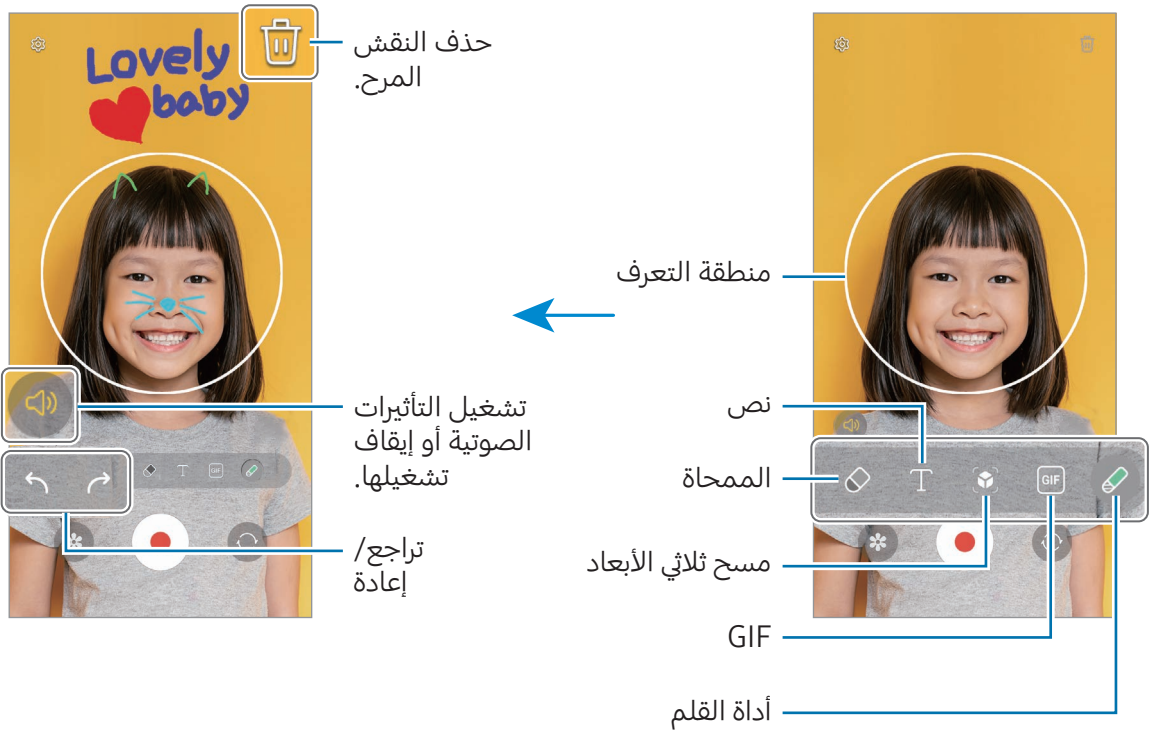 منطقة التعرف
نص
الممحاة
مسح ثلاثي الأبعاد
GIF
أداة القلم
GIF
Lovely
baby
حذف النقش
المرح.
تشغيل التأثيرات
الصوتية أو إيقاف
تشغيلها.
تراجع/
إعادة
GIF